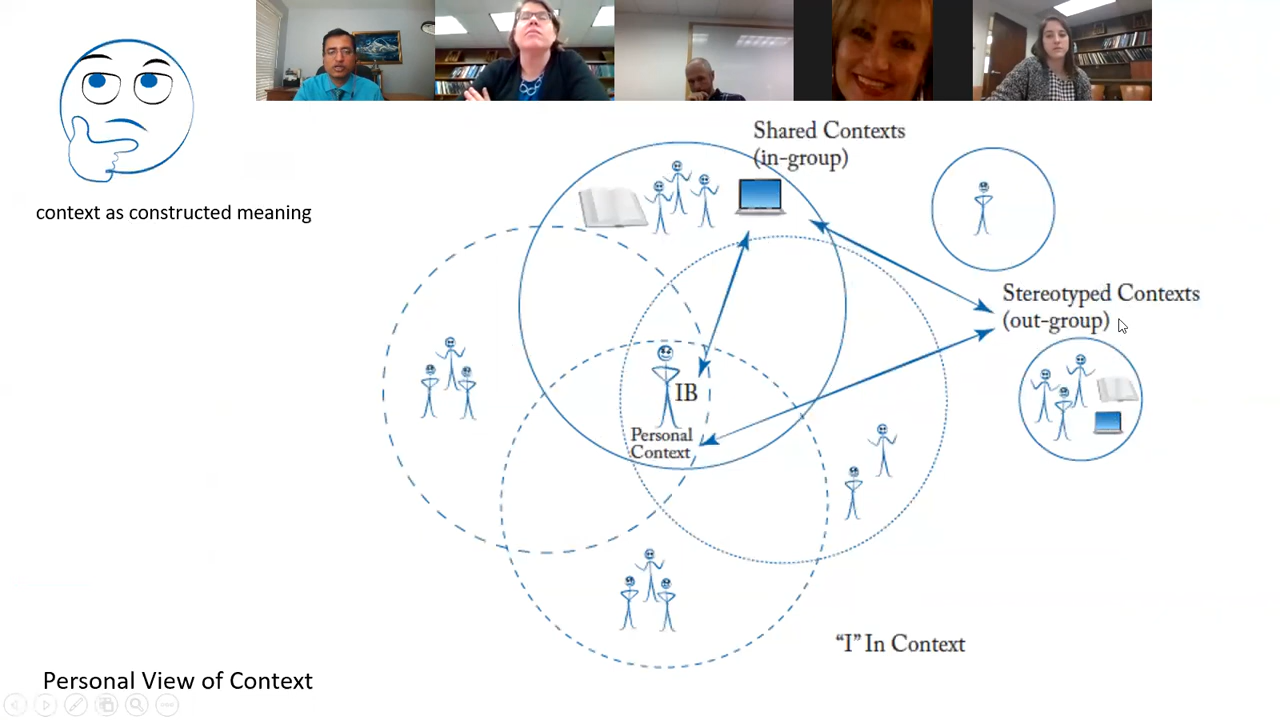 context as constructed meaning
Shared Contexts
(in-group)
Stereotyped Contexts
(out-group)
IB
Personal
Context
“I” In Context
Personal View of Context